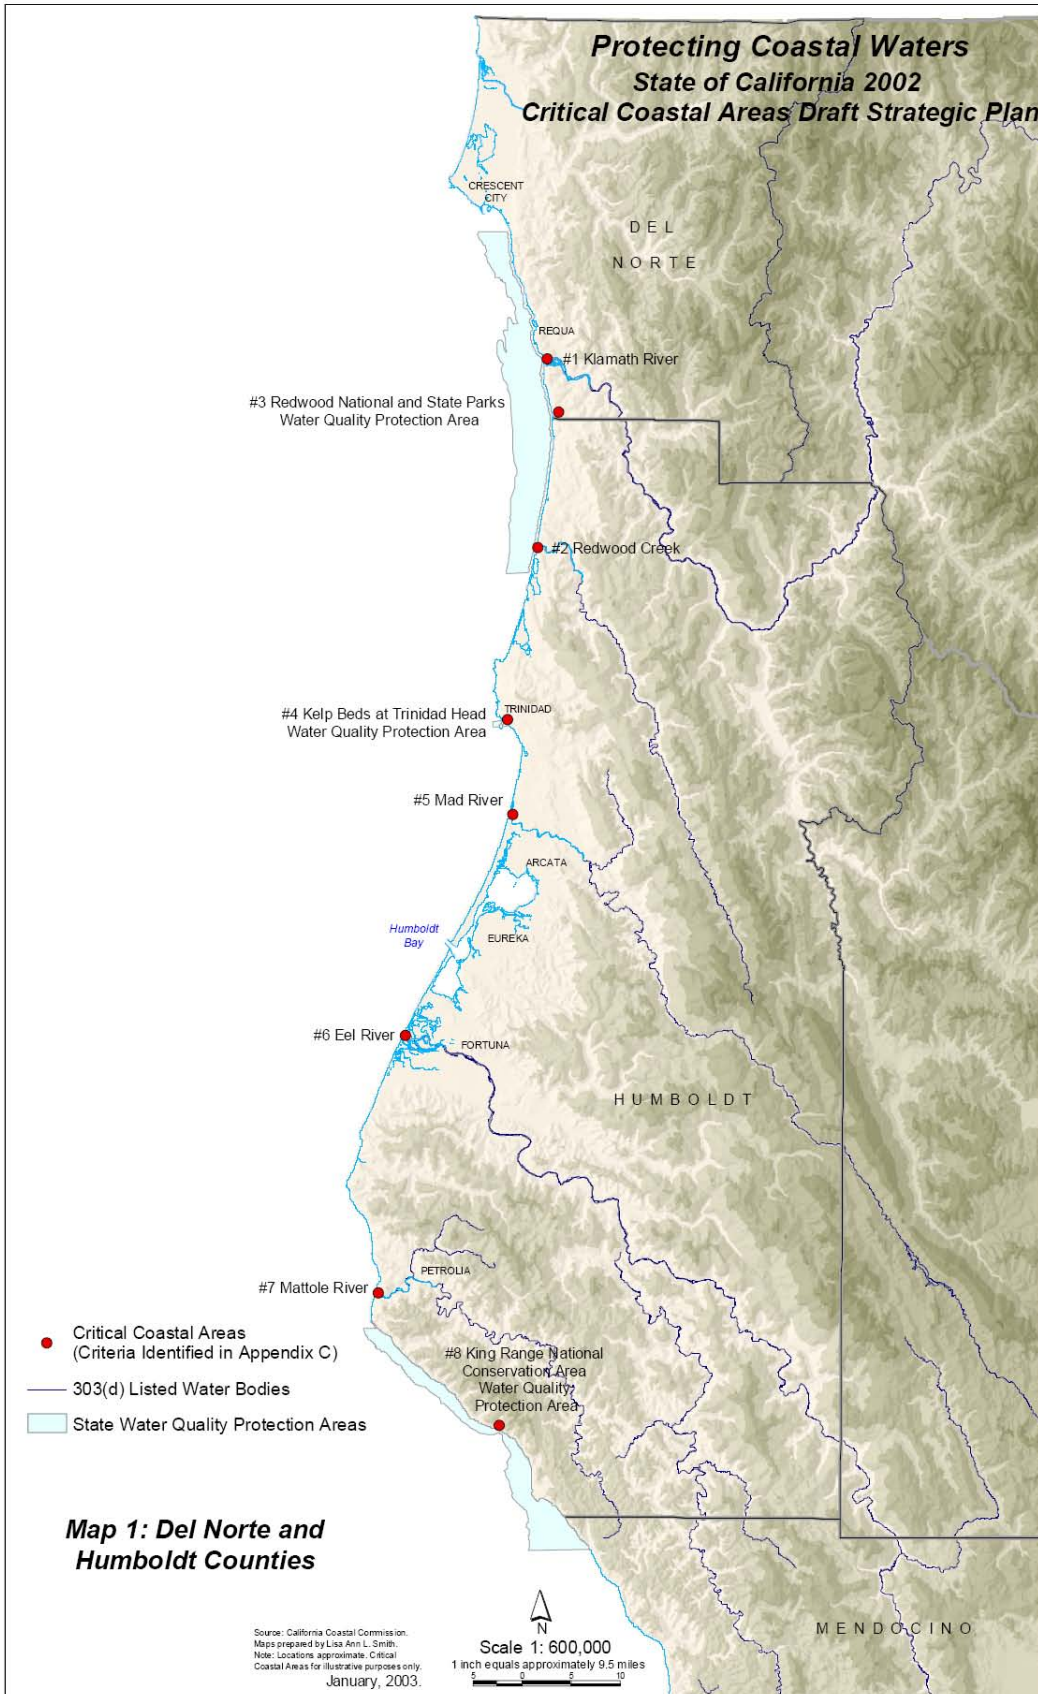 Protecting Coastal Waters
State of California 2002
Critical Coastal Areas Draft Strategic Plan
CRESCENT
CITY
DEL
NORTE
REQUA
#1 Klamath River
#3 Redwood National and State Parks
Water Quality Protection Area
#2 Redwood Creek
#4 Kelp Beds at Trinidad Head
Water Quality Protection Area
TRINIDAD
#5 Mad River
ARCATA
Humboldt
Bay
EUREKA
#6 Eel River
FORTUNA
HUMBOLDT
PETROLIA
#7 Mattole River
Critical Coastal Areas
(Criteria Identified in Appendix C)
303(d) Listed Water Bodies
State Water Quality Protection Areas
#8 King Range National
Conservation Area
Water Quality
Protection Area
Map 1: Del Norte and
Humboldt Counties
MENDOCINO
Source: California Coastal Commission.
Maps prepared by Lisa Ann L. Smith.
Note: Locations approximate. Critical
Coastal Areas for illustrative purposes only.
January, 2003.
N
Scale 1: 600,000
1 inch equals approximately 9.5 miles
5 0 5 10